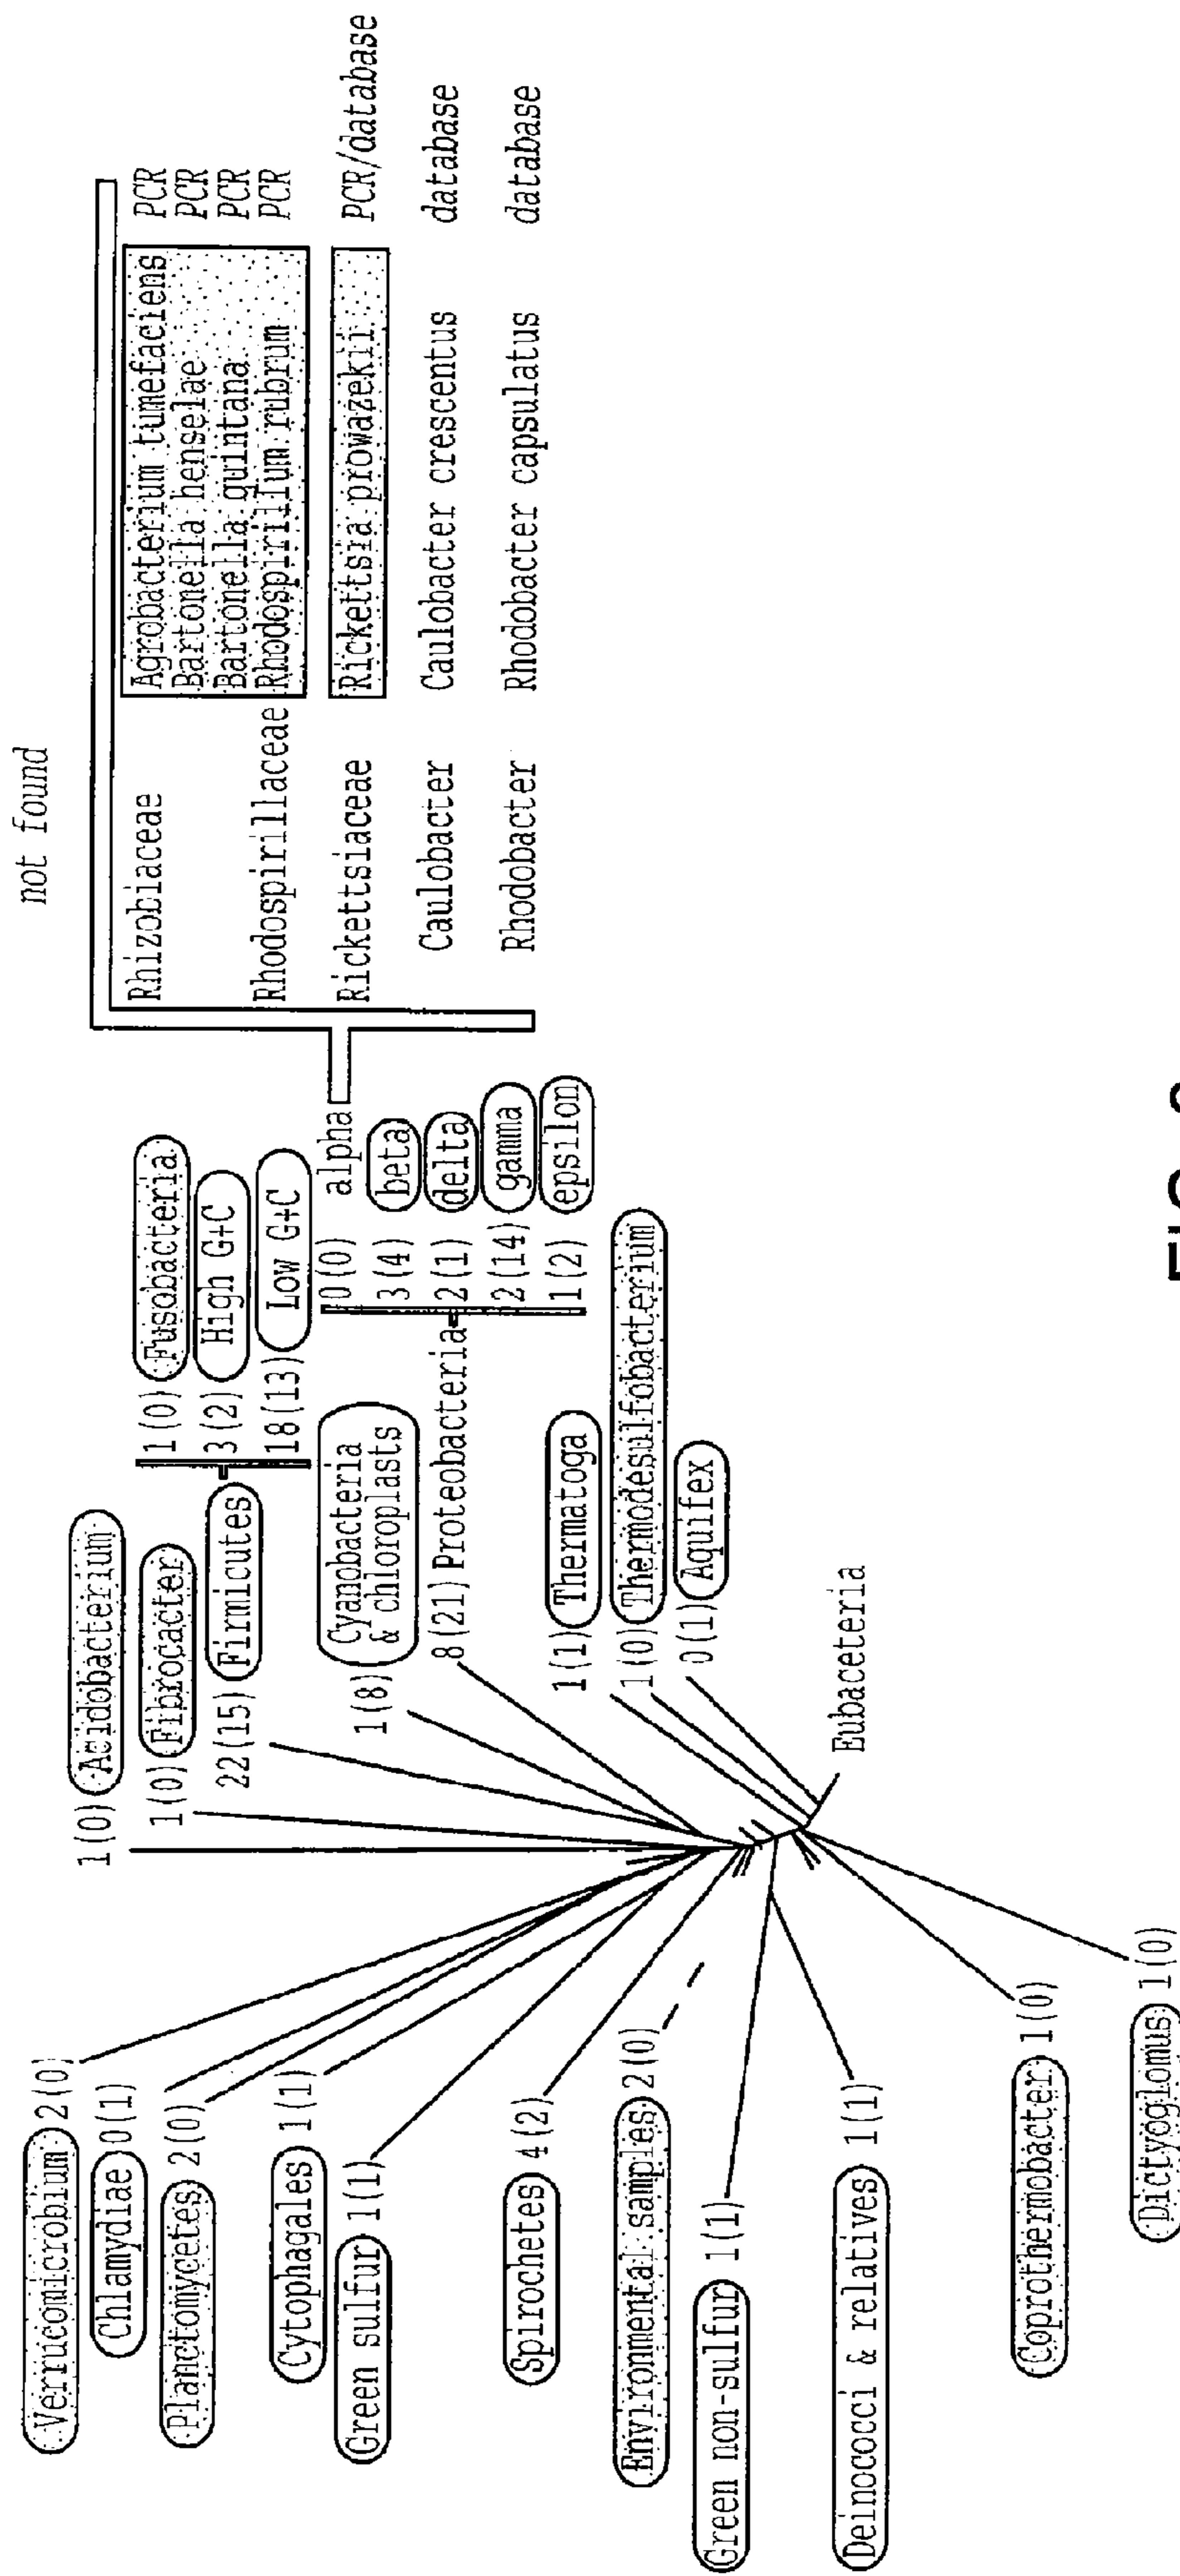 not found
Rhizobiaceae
Agrobacterium tumefaciens PCR
Bartonella henselae PCR
Bartonella quintana PCR
Rhodospirillaceae Rhodospirillum rubrum PCR
Rickettsiaceae Rickettsia prowazekii PCR/database
Caulobacter Caulobacter crescentus database
Rhodobacter Rhodobacter capsulatus database
1(0) Fusobacteria
3(2) High G+C
18(13) Low G+C
0(0) alpha
3(4) beta
2(1) delta
2(14) gamma
1(2) epsilon
1(0) Acidobacterium
1(0) Fibrocacter
22(15) Firmicutes
1(8) Cyanobacteria
& chloroplasts
8(21) Proteobacteria
1(1) Thermatoga
1(0) Thermodesulfobacterium
0(1) Aquifex
Eubaceteria
Verrucomicrobium 2(0)
Chlamydiae 0(1)
Planctomycetes 2(0)
Cytophagales 1(1)
Green sulfur 1(1)
Spirochetes 4(2)
Environmental samples 2(0)
Green non-sulfur 1(1)
Deinococci & relatives 1(1)
Coprothermobacter 1(0)
Dictyoglomus 1(0)